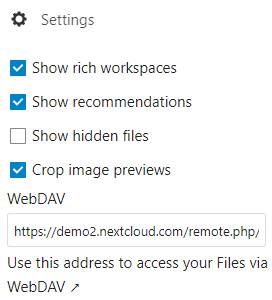 Settings
Show rich workspaces
Show recommendations
Show hidden files
Crop image previews
WebDAV
https://demo2.nextcloud.com/remote.php/
Use this address to access your Files via
WebDAV ↗